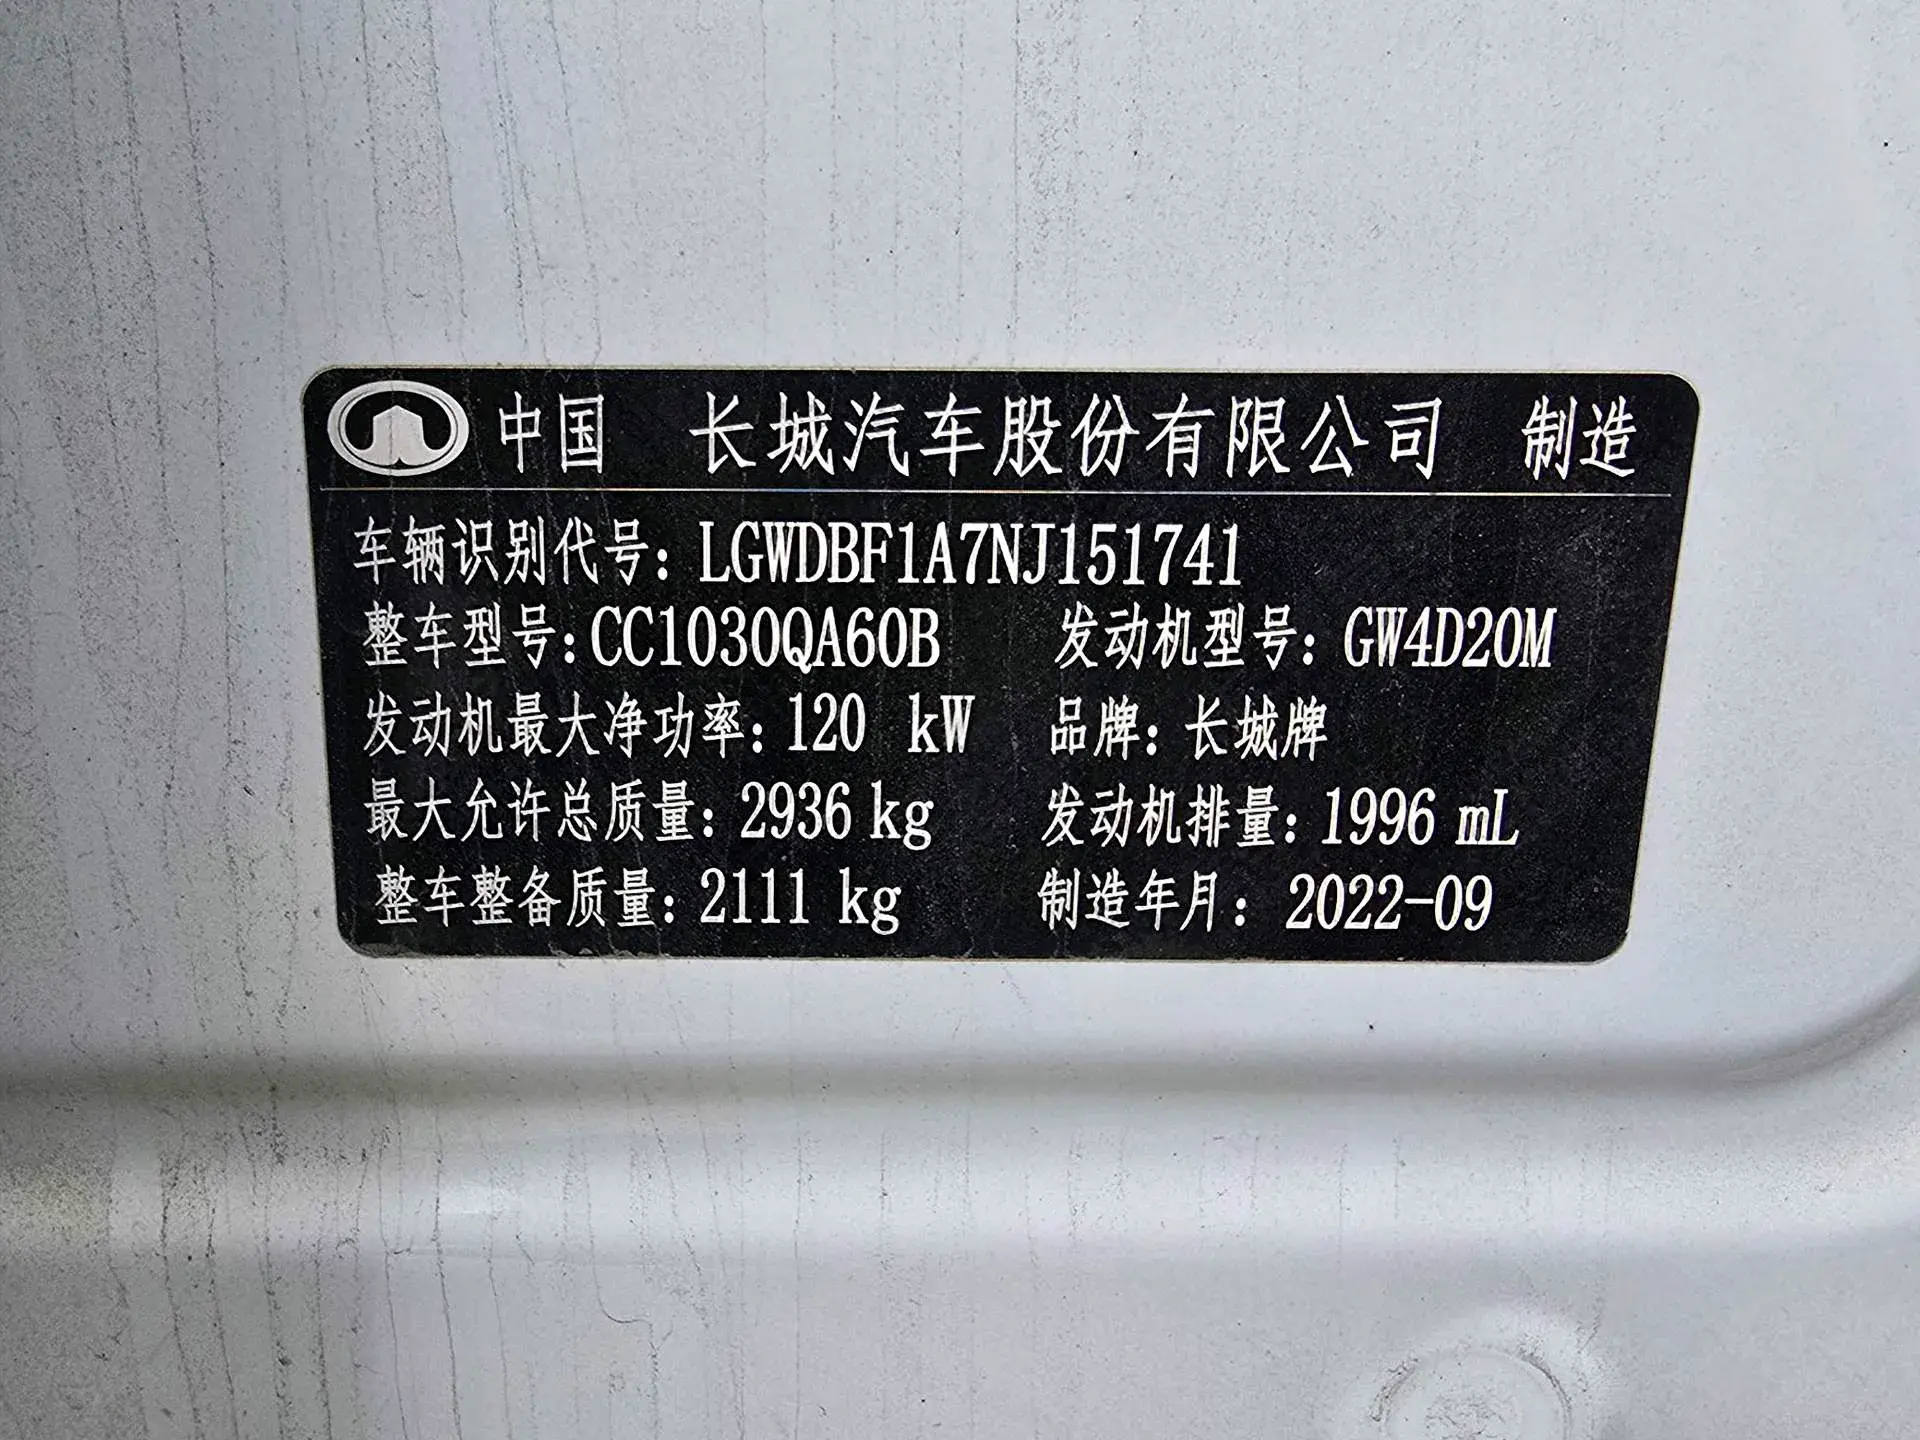 中国 长城汽车股份有限公司 制造
车辆识别代号：LGWDBF1A7NJ151741
整车型号：CC1030QA60B 发动机型号：GW4D20M
发动机最大净功率：120 kW 品牌：长城牌
最大允许总质量：2936 kg 发动机排量：1996 mL
整车整备质量：2111 kg 制造年月：2022-09